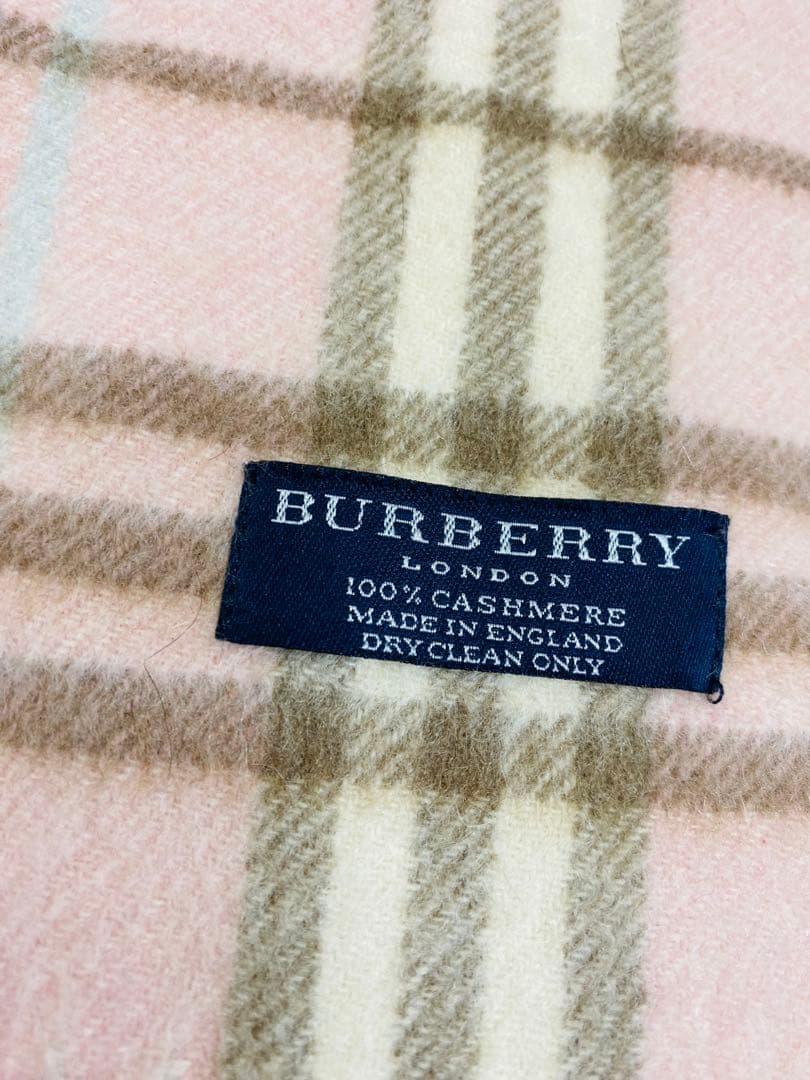 BURBERRY
LONDON
100% CASHMERE
MADE IN ENGLAND
DRY CLEAN ONLY